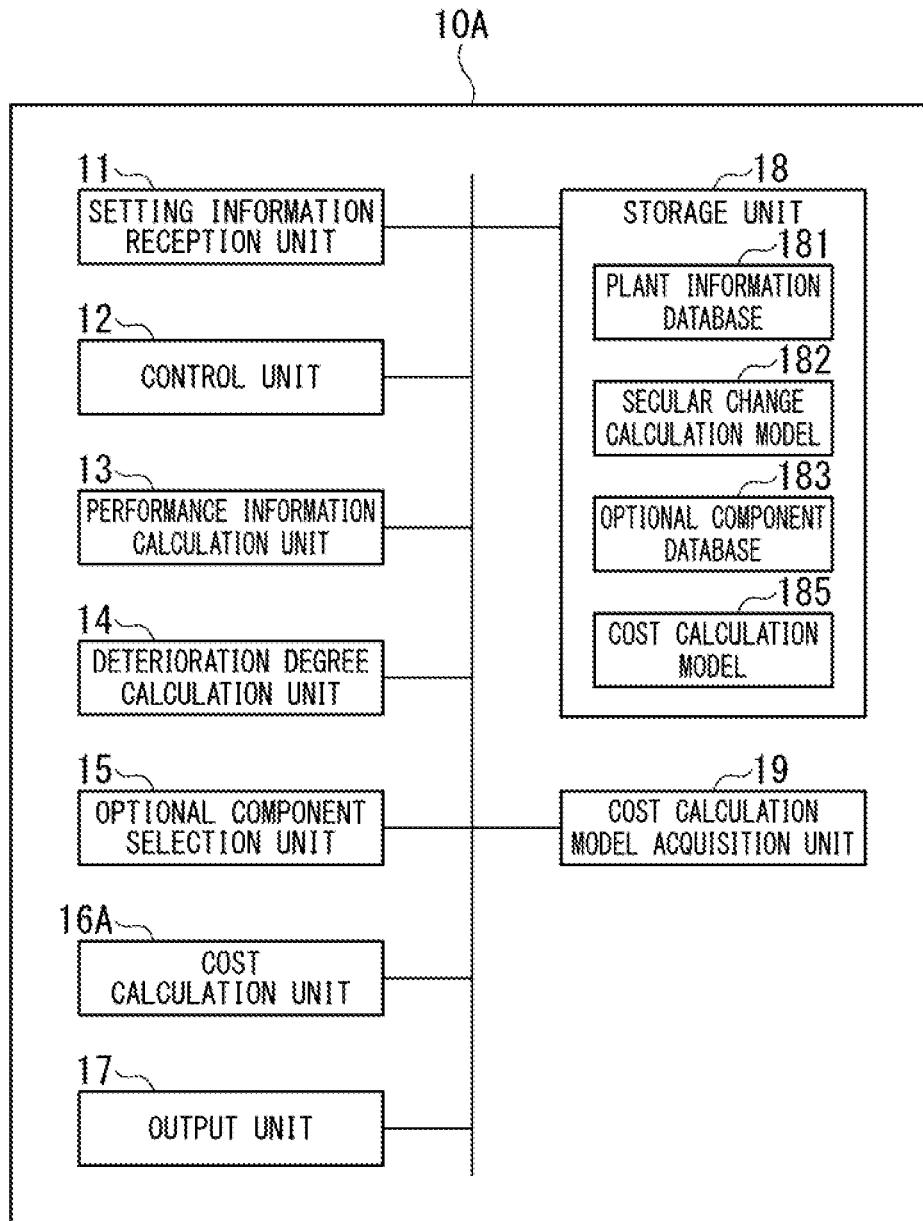 10A
11
SETTING INFORMATION
RECEPTION UNIT
12
CONTROL UNIT
13
PERFORMANCE INFORMATION
CALCULATION UNIT
14
DETERIORATION DEGREE
CALCULATION UNIT
15
OPTIONAL COMPONENT
SELECTION UNIT
16A
COST
CALCULATION UNIT
17
OUTPUT UNIT
18
STORAGE UNIT
181
PLANT INFORMATION
DATABASE
182
SECULAR CHANGE
CALCULATION MODEL
183
OPTIONAL COMPONENT
DATABASE
185
COST CALCULATION
MODEL
19
COST CALCULATION
MODEL ACQUISITION UNIT